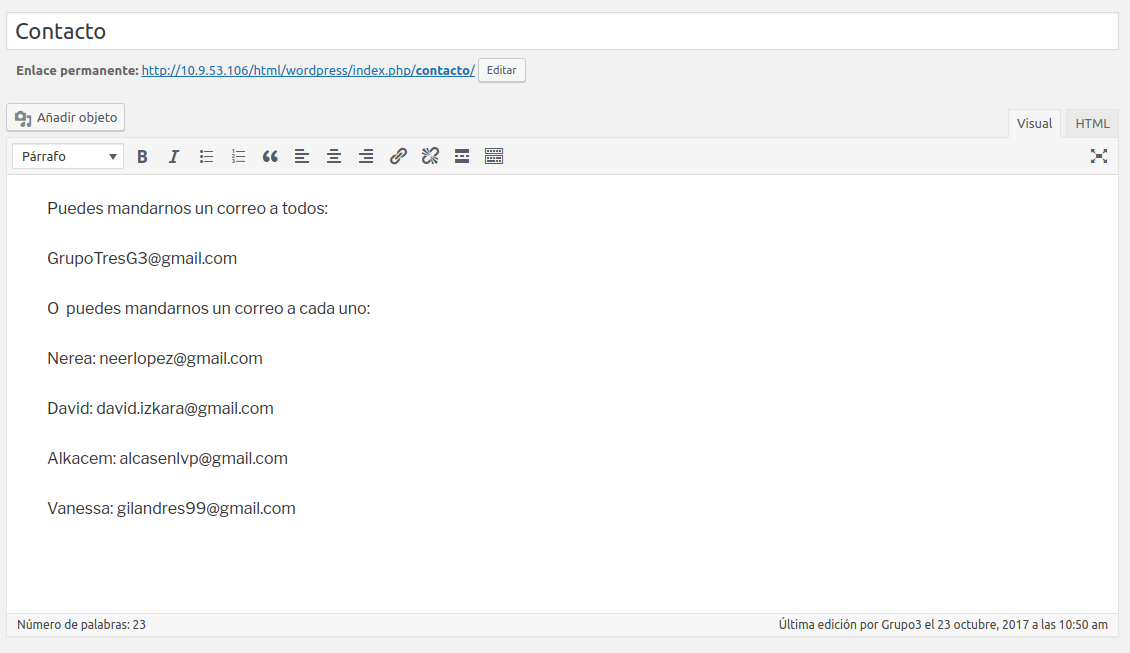 Contacto
Enlace permanente: http://10.9.53.106/html/wordpress/index.php/contacto/ Editar
Añadir objeto
Visual HTML
Párrafo
Puedes mandarnos un correo a todos:
GrupoTresG3@gmail.com
O  puedes mandarnos un correo a cada uno:
Nerea: neerlopez@gmail.com
David: david.izkara@gmail.com
Alkacem: alcasenlvp@gmail.com
Vanessa: gilandres99@gmail.com
Número de palabras: 23 Última edición por Grupo3 el 23 octubre, 2017 a las 10:50 am